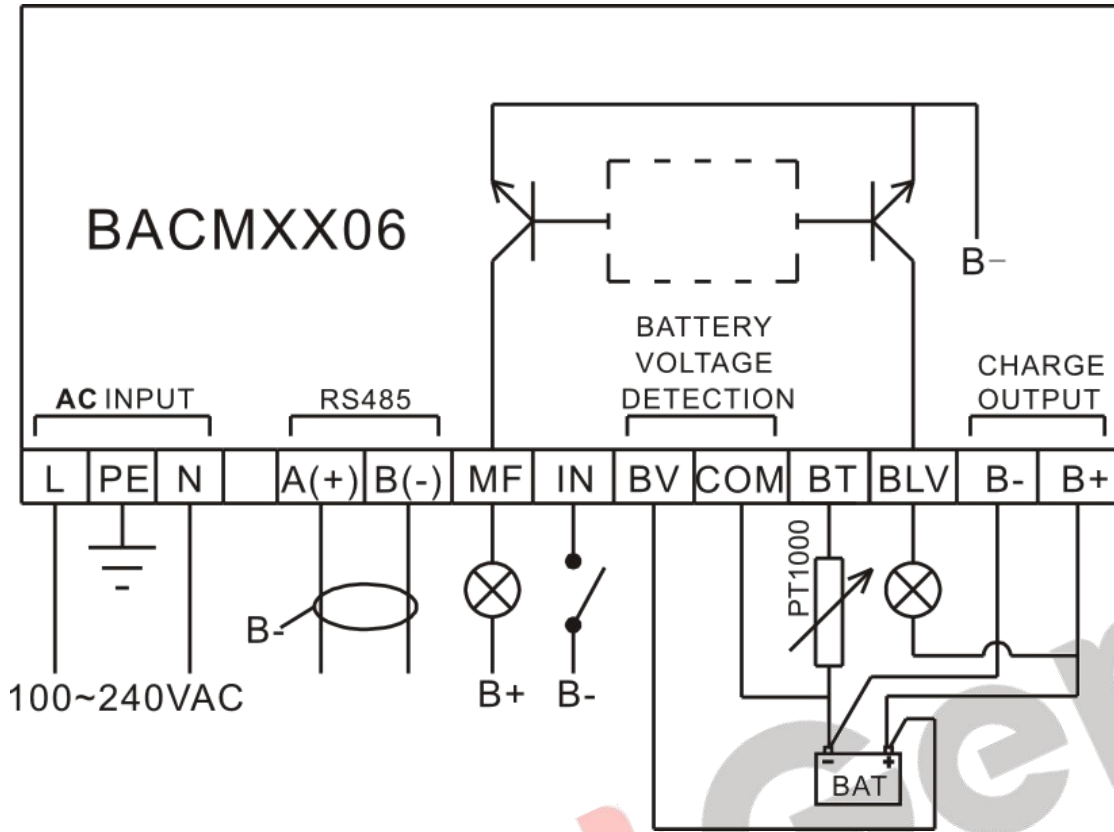 BACMXX06
B-
BATTERY
VOLTAGE
DETECTION
CHARGE
OUTPUT
AC INPUT
RS485
L PE N A(+) B(-) MF IN BV COM BT BLV B- B+
PT1000
B-
100~240VAC
B+
B-
- +
BAT